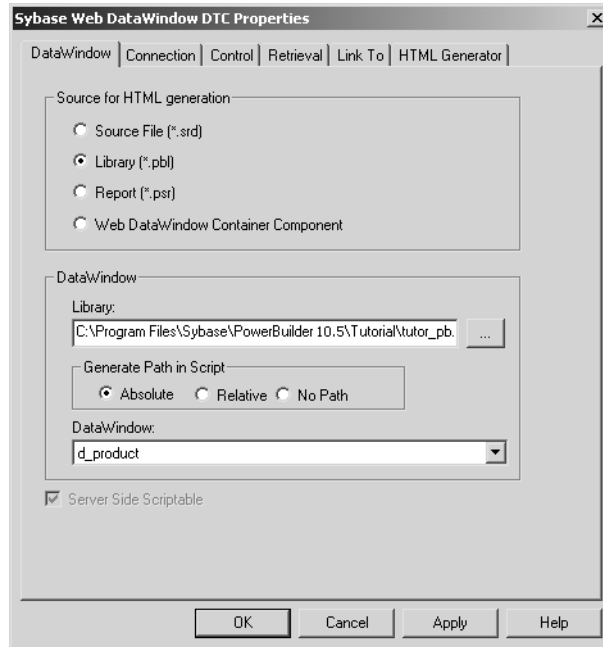 Sybase Web DataWindow DTC Properties
DataWindow Connection Control Retrieval Link To HTML Generator
Source for HTML generation
Source File (*.srd)
Library (*.pbl)
Report (*.psr)
Web DataWindow Container Component
DataWindow
Library:
C:\Program Files\Sybase\PowerBuilder 10.5\Tutorial\tutor_pb.
...
Generate Path in Script
Absolute Relative No Path
DataWindow:
d_product
Server Side Scriptable
OK Cancel Apply Help